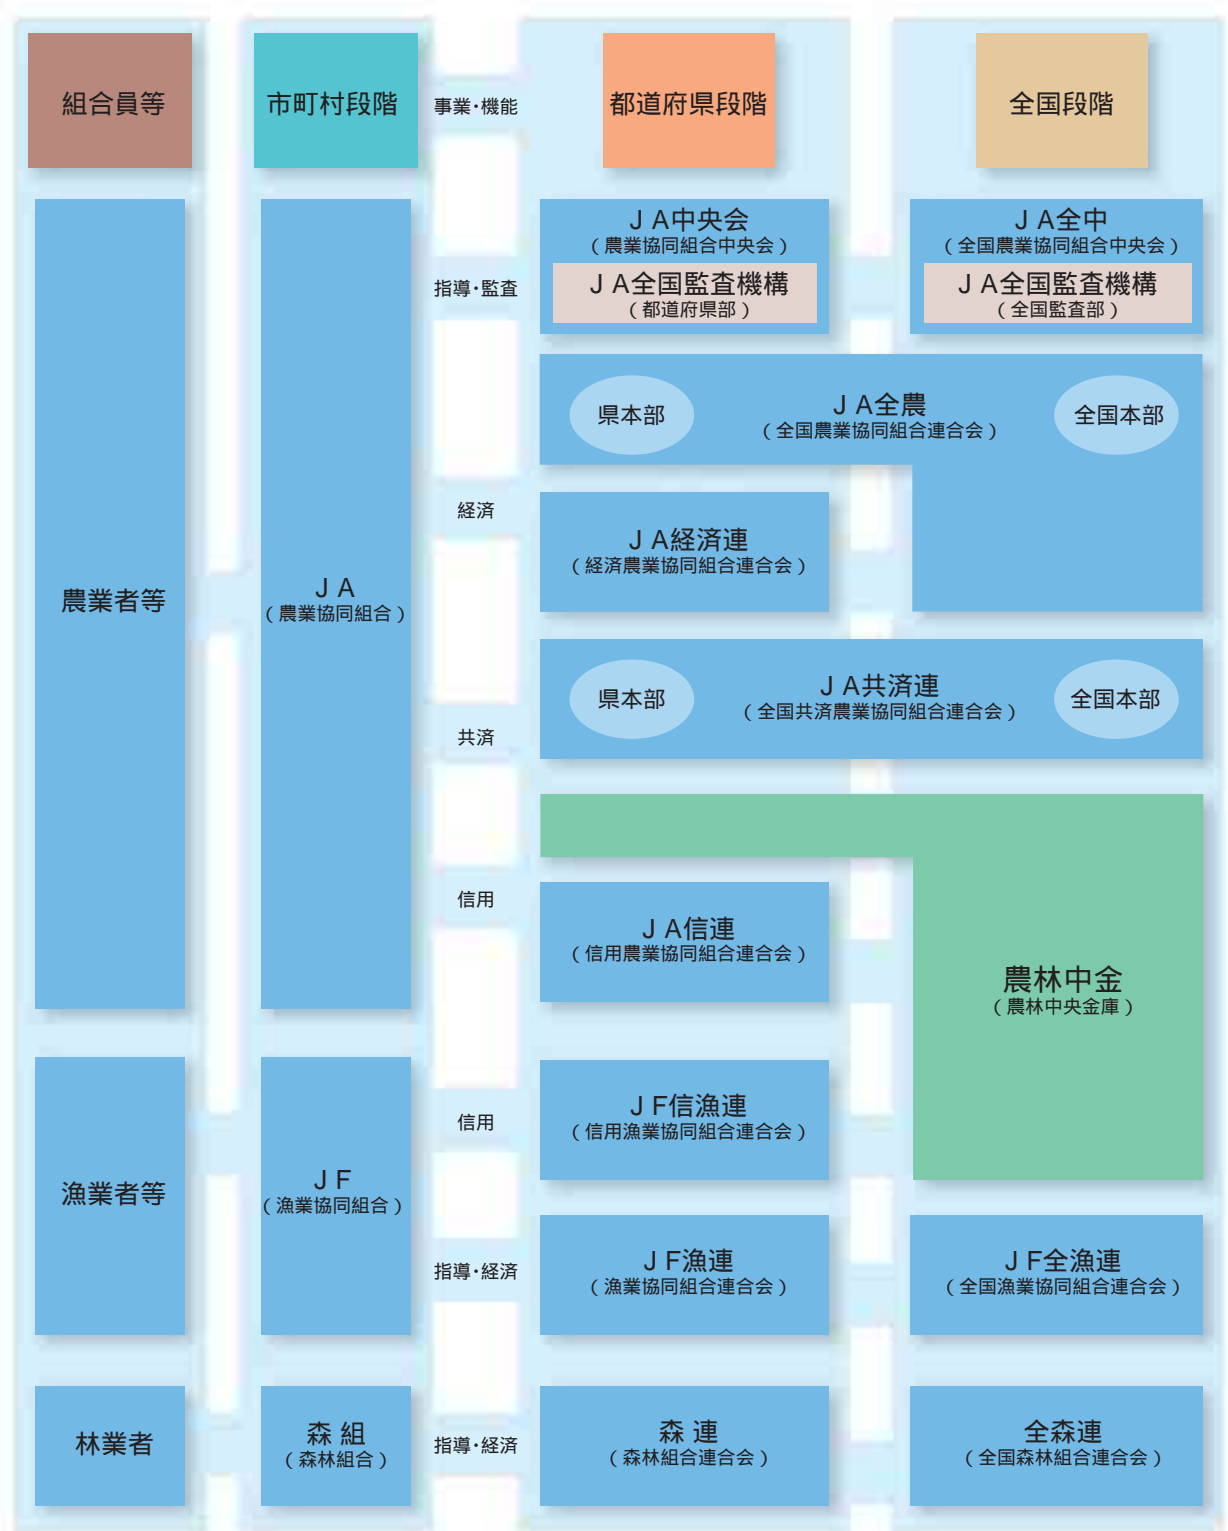 組合員等
市町村段階
事業・機能
都道府県段階
全国段階
農業者等
JA
(農業協同組合)
指導・監査
JA中央会
(農業協同組合中央会)
JA全国監査機構
(都道府県部)
JA全中
(全国農業協同組合中央会)
JA全国監査機構
(全国監査部)
経済
県本部
JA全農
(全国農業協同組合連合会)
全国本部
JA経済連
(経済農業協同組合連合会)
共済
県本部
JA共済連
(全国共済農業協同組合連合会)
全国本部
信用
JA信連
(信用農業協同組合連合会)
農林中金
(農林中央金庫)
漁業者等
JF
(漁業協同組合)
信用
JF信漁連
(信用漁業協同組合連合会)
指導・経済
JF漁連
(漁業協同組合連合会)
JF全漁連
(全国漁業協同組合連合会)
林業者
森組
(森林組合)
指導・経済
森連
(森林組合連合会)
全森連
(全国森林組合連合会)